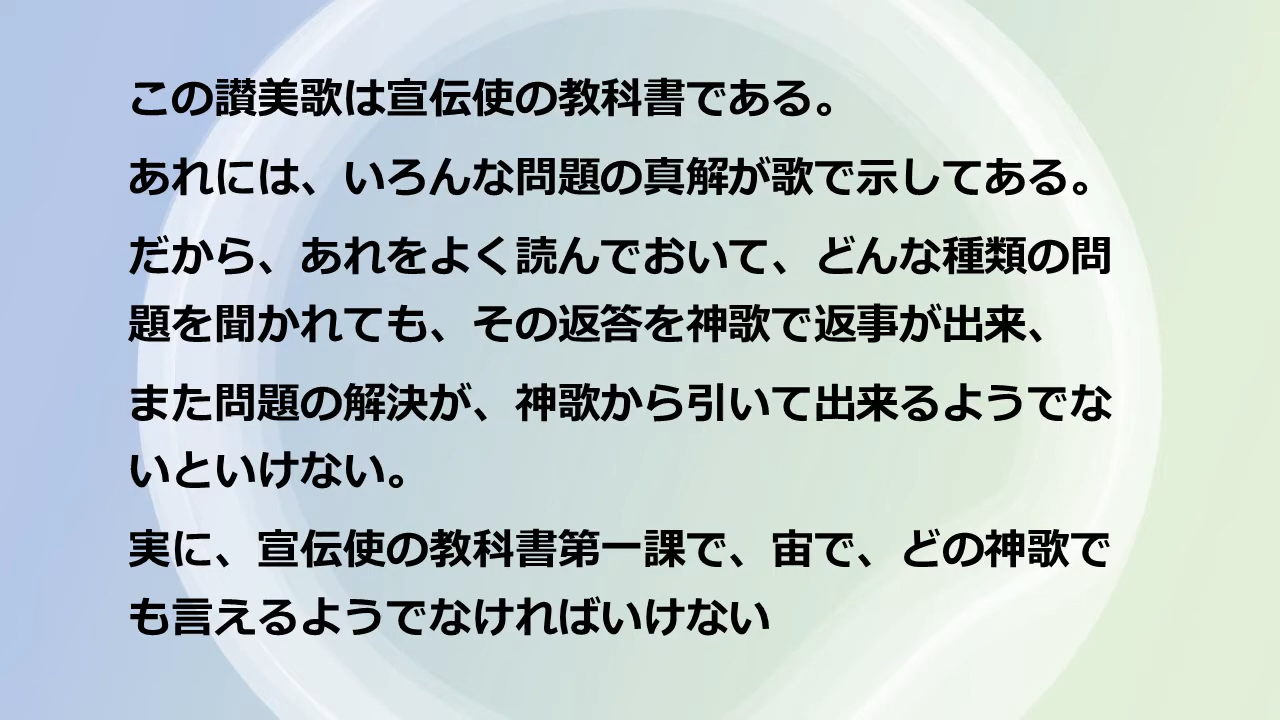 この讃美歌は宣伝使の教科書である。
あれには、いろんな問題の真解が歌で示してある。
だから、あれをよく読んでおいて、どんな種類の問
題を聞かれても、その返答を神歌で返事が出来、
また問題の解決が、神歌から引いて出来るようでな
いといけない。
実に、宣伝使の教科書第一課で、宙で、どの神歌で
も言えるようでなければいけない